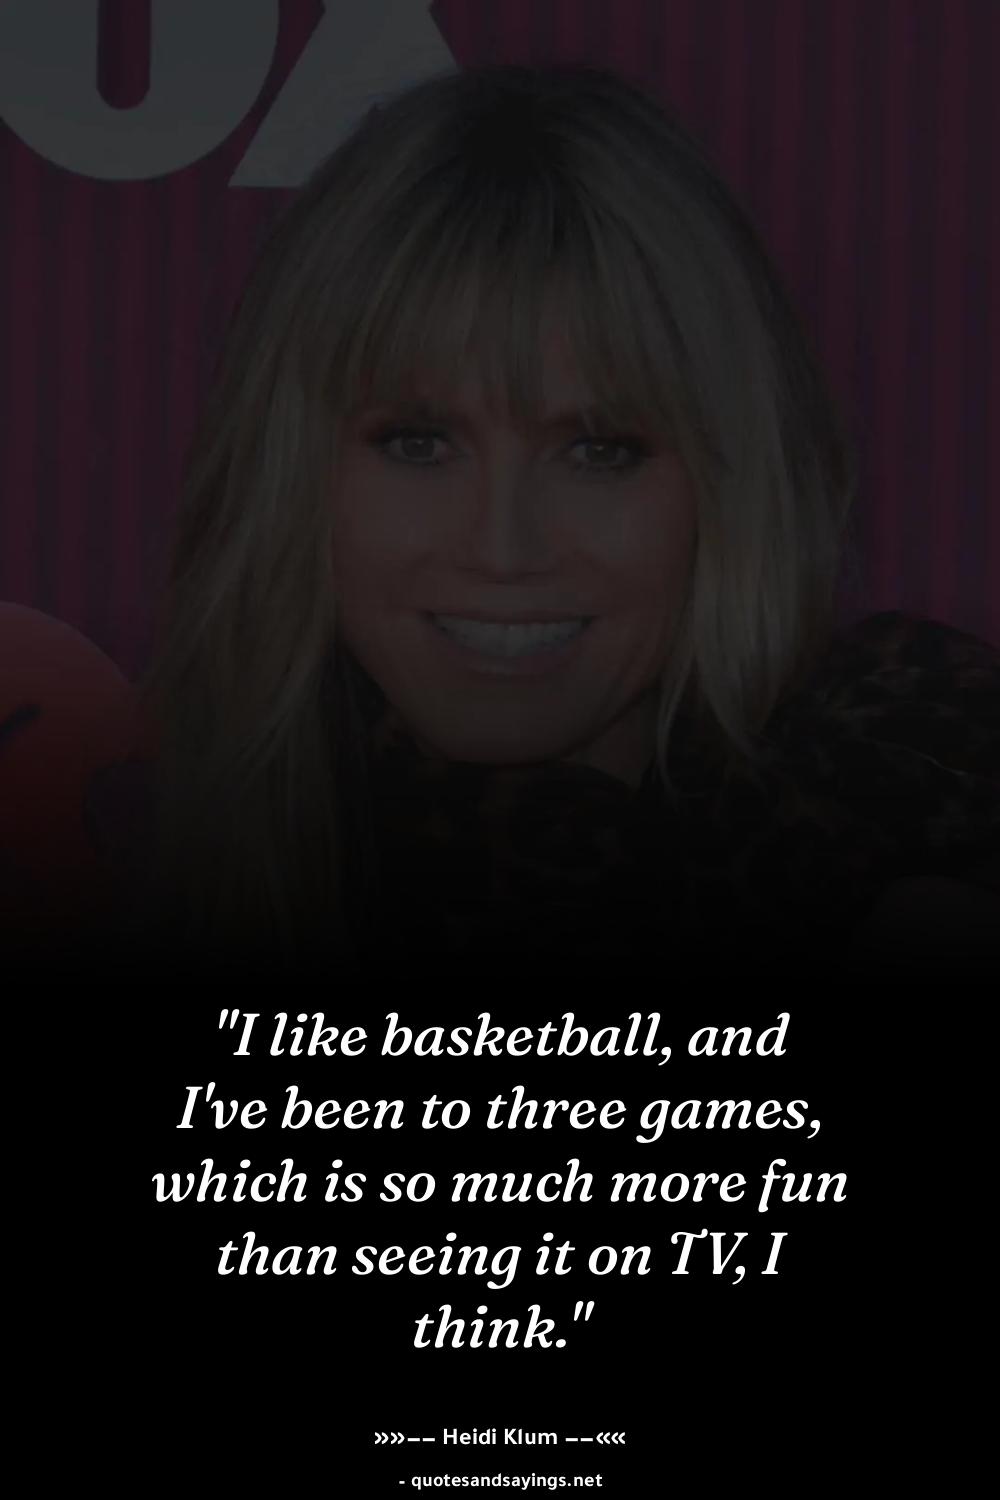 "I like basketball, and
I've been to three games,
which is so much more fun
than seeing it on TV, I
think."
»»—— Heidi Klum ——««
- quotesandsayings.net